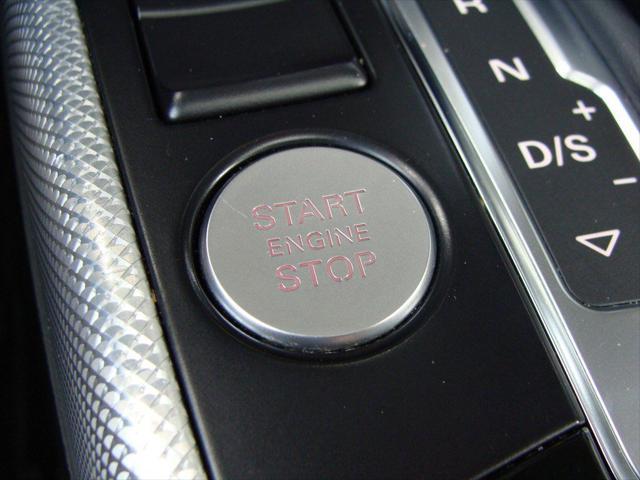 START
ENGINE
STOP
R
N
+
D/S
–